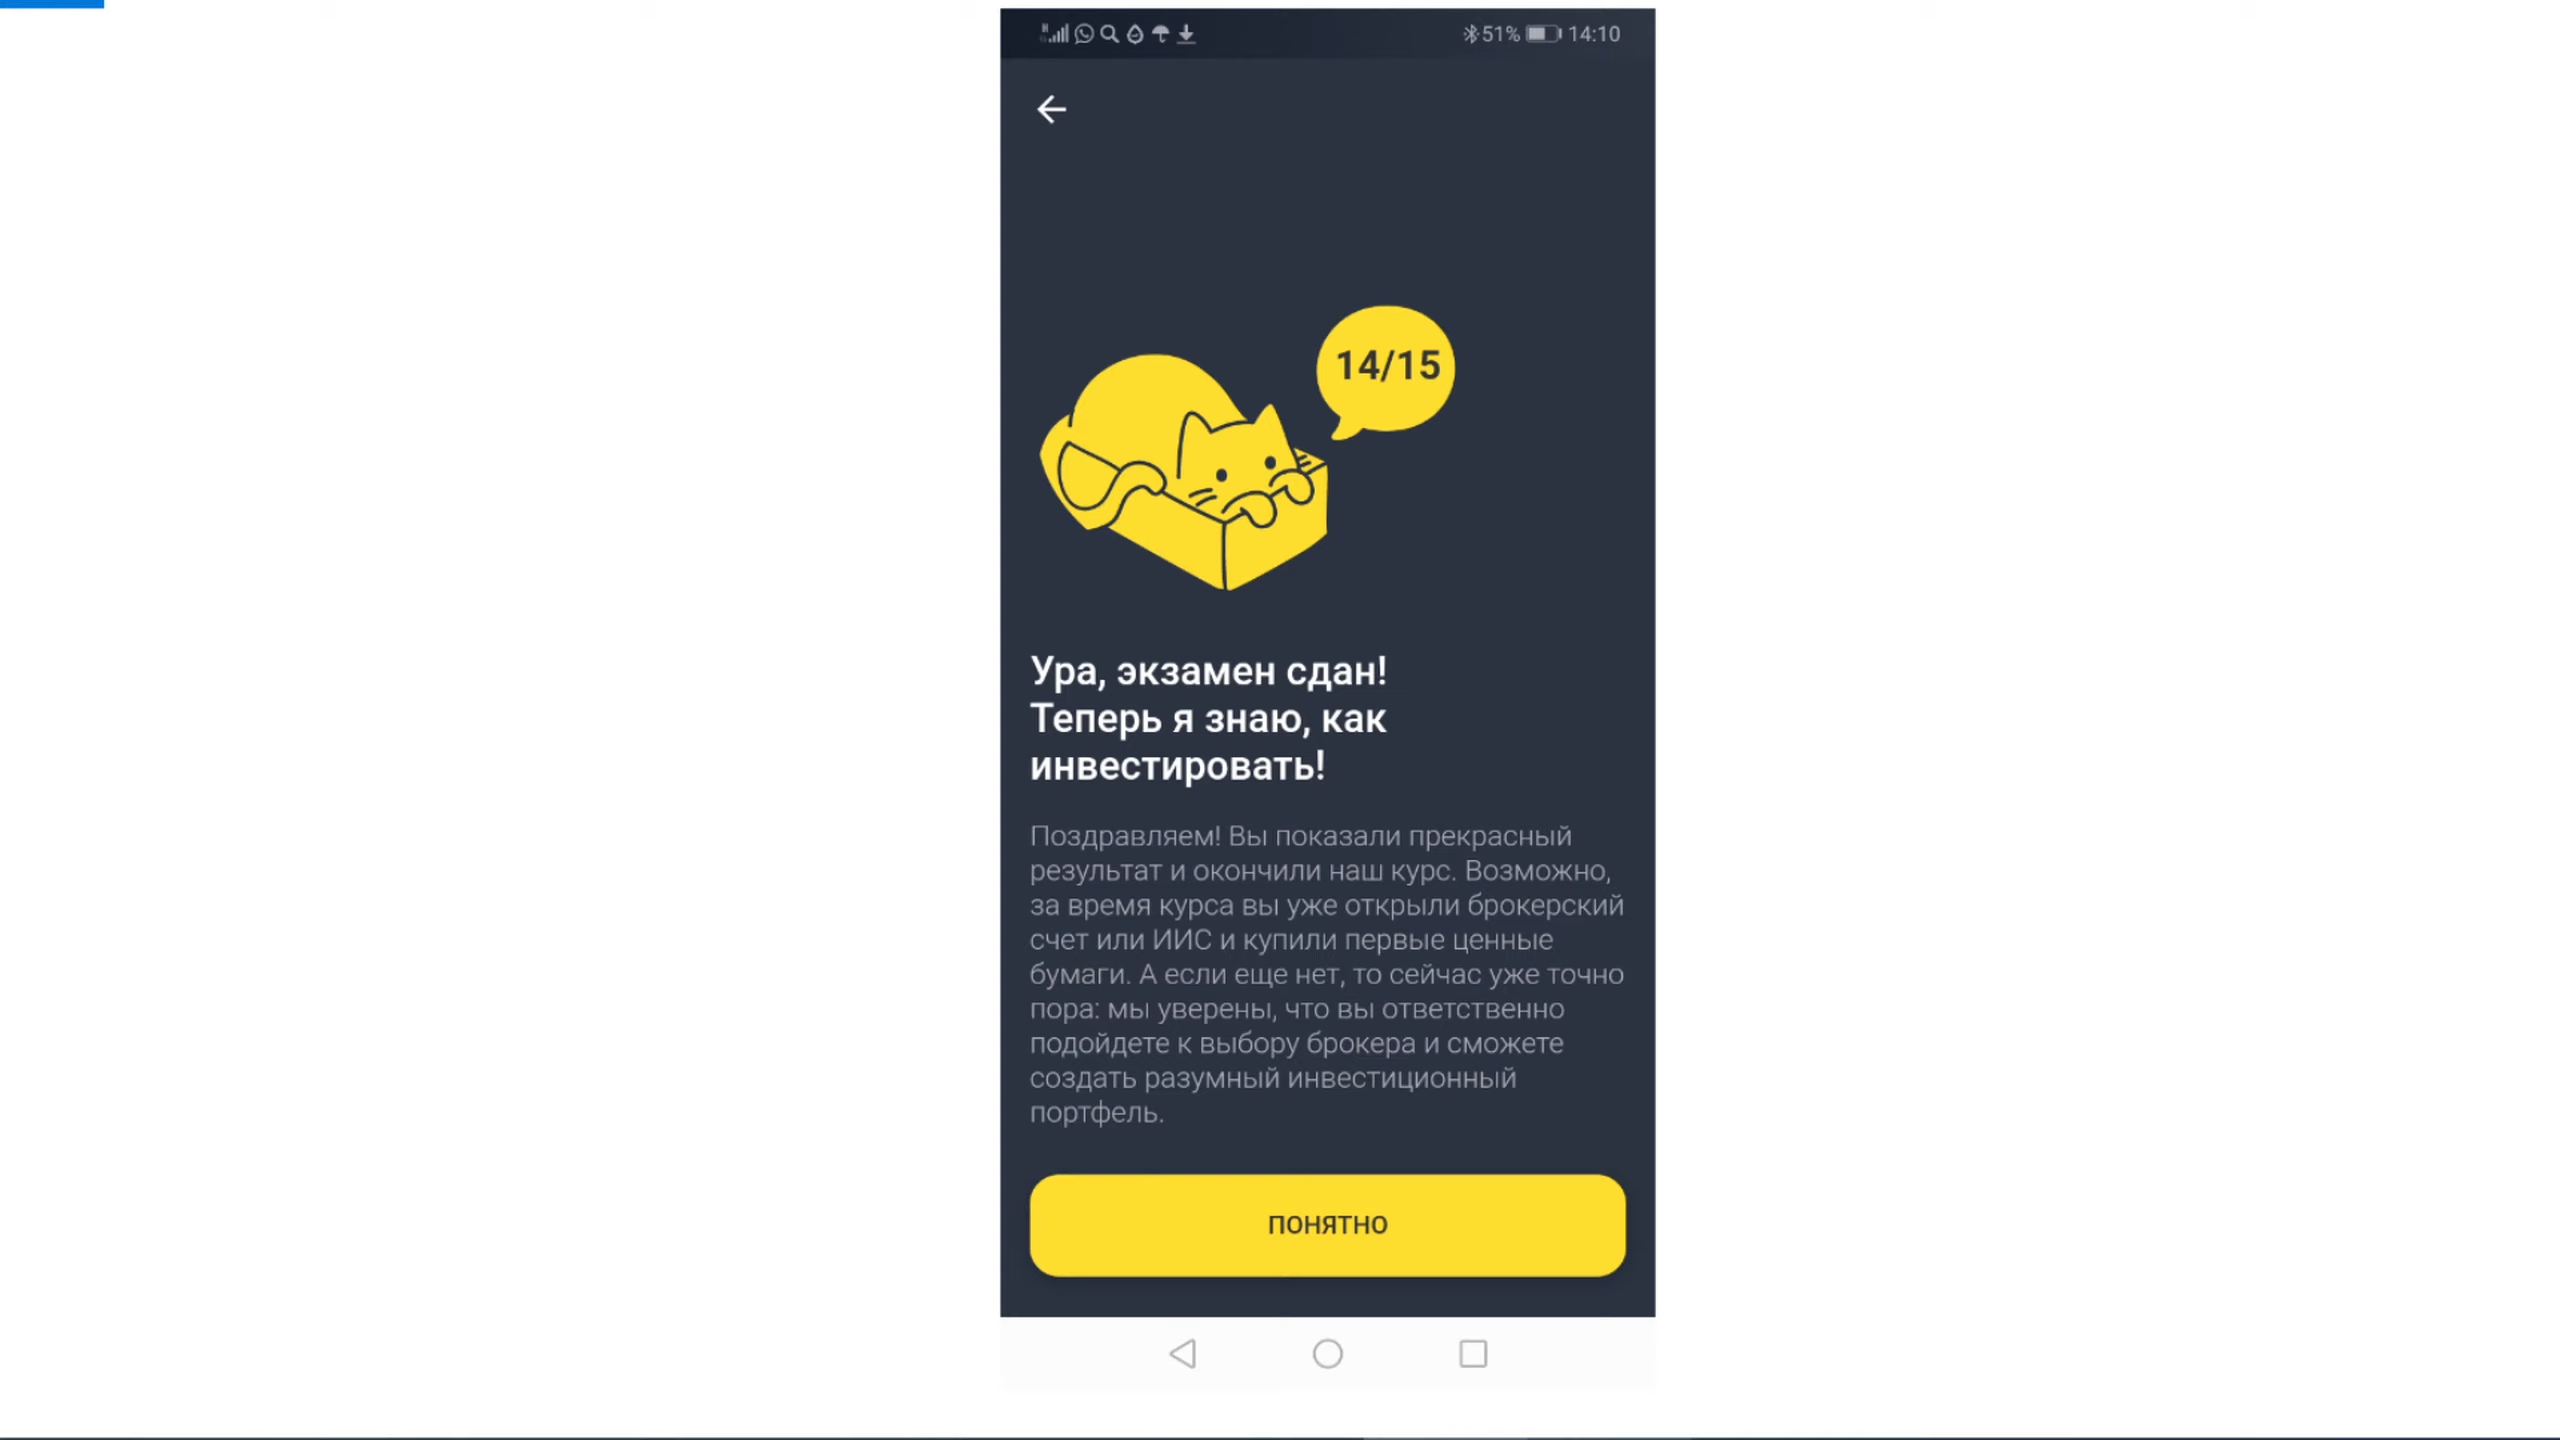 51% 14:10
14/15
Ура, экзамен сдан!
Теперь я знаю, как
инвестировать!
Поздравляем! Вы показали прекрасный
результат и окончили наш курс. Возможно,
за время курса вы уже открыли брокерский
счет или ИИС и купили первые ценные
бумаги. А если еще нет, то сейчас уже точно
пора: мы уверены, что вы ответственно
подойдете к выбору брокера и сможете
создать разумный инвестиционный
портфель.
ПОНЯТНО